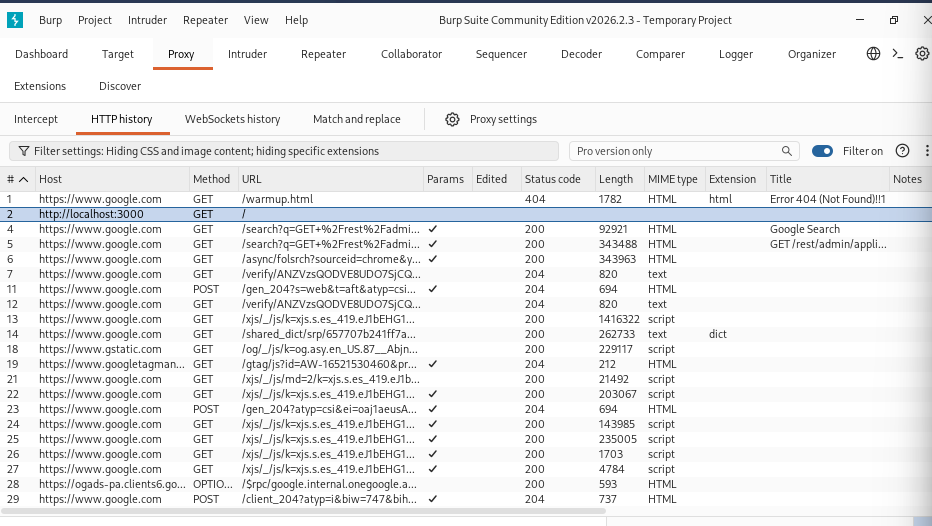 Burp Project Intruder Repeater View Help Burp Suite Community Edition v2026.2.3 - Temporary Project
Dashboard Target Proxy Intruder Repeater Collaborator Sequencer Decoder Comparer Logger Organizer
Extensions Discover
Intercept HTTP history WebSockets history Match and replace Proxy settings
Filter settings: Hiding CSS and image content; hiding specific extensions Pro version only Filter on
# Host Method URL Params Edited Status code Length MIME type Extension Title Notes
1 https://www.google.com GET /warmup.html 404 1782 HTML html Error 404 (Not Found)!!1
2 http://localhost:3000 GET /
4 https://www.google.com GET /search?q=GET+%2Frest%2Fadmi... ✓ 200 92921 HTML Google Search
5 https://www.google.com GET /search?q=GET+%2Frest%2Fadmi... ✓ 200 343488 HTML GET /rest/admin/appli...
6 https://www.google.com GET /async/folsrch?sourceid=chrome&y... ✓ 200 343963 HTML
7 https://www.google.com GET /verify/ANZVzsQODVE8UDO7SjCQ... 204 820 text
11 https://www.google.com POST /gen_204?s=web&t=aft&atyp=csi... ✓ 204 694 HTML
12 https://www.google.com GET /verify/ANZVzsQODVE8UDO7SjCQ... 204 820 text
13 https://www.google.com GET /xjs/_/js/k=xjs.s.es_419.eJ1bEHG1... 200 1416322 script
14 https://www.google.com GET /shared_dict/srp/657707b241ff7a... 200 262733 text dict
18 https://www.gstatic.com GET /og/_/js/k=og.asy.en_US.87__Abjn... 200 229117 script
19 https://www.googletagman... GET /gtag/js?id=AW-16521530460&pr... ✓ 204 212 HTML
21 https://www.google.com GET /xjs/_/js/md=2/k=xjs.s.es_419.eJ1b... 200 21492 script
22 https://www.google.com GET /xjs/_/js/k=xjs.s.es_419.eJ1bEHG1... ✓ 200 203067 script
23 https://www.google.com POST /gen_204?atyp=csi&ei=oaj1aeusA... ✓ 204 694 HTML
24 https://www.google.com GET /xjs/_/js/k=xjs.s.es_419.eJ1bEHG1... ✓ 200 143985 script
25 https://www.google.com GET /xjs/_/js/k=xjs.s.es_419.eJ1bEHG1... ✓ 200 235005 script
26 https://www.google.com GET /xjs/_/js/k=xjs.s.es_419.eJ1bEHG1... ✓ 200 1703 script
27 https://www.google.com GET /xjs/_/js/k=xjs.s.es_419.eJ1bEHG1... ✓ 200 4784 script
28 https://ogads-pa.clients6.go... OPTIO... /$rpc/google.internal.onegoogle.a... 200 593 HTML
29 https://www.google.com POST /client_204?atyp=i&biw=747&bih... ✓ 204 737 HTML